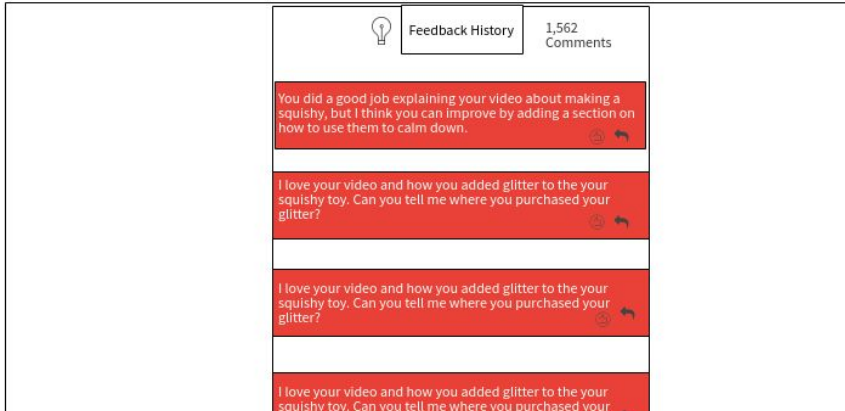 Feedback History
1,562
Comments
You did a good job explaining your video about making a
squishy, but I think you can improve by adding a section on
how to use them to calm down.
I love your video and how you added glitter to the your
squishy toy. Can you tell me where you purchased your
glitter?
I love your video and how you added glitter to the your
squishy toy. Can you tell me where you purchased your
glitter?
I love your video and how you added glitter to the your
squishy toy. Can you tell me where you purchased your